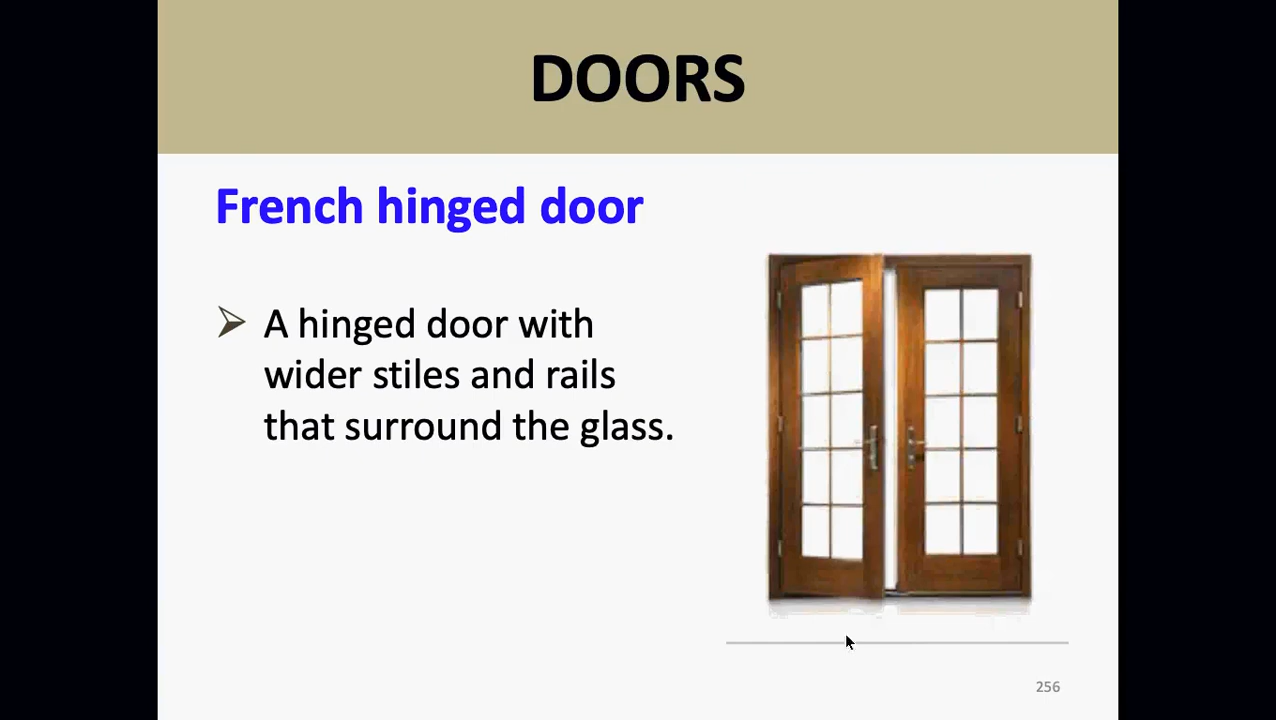 DOORS
French hinged door
A hinged door with
wider stiles and rails
that surround the glass.
256